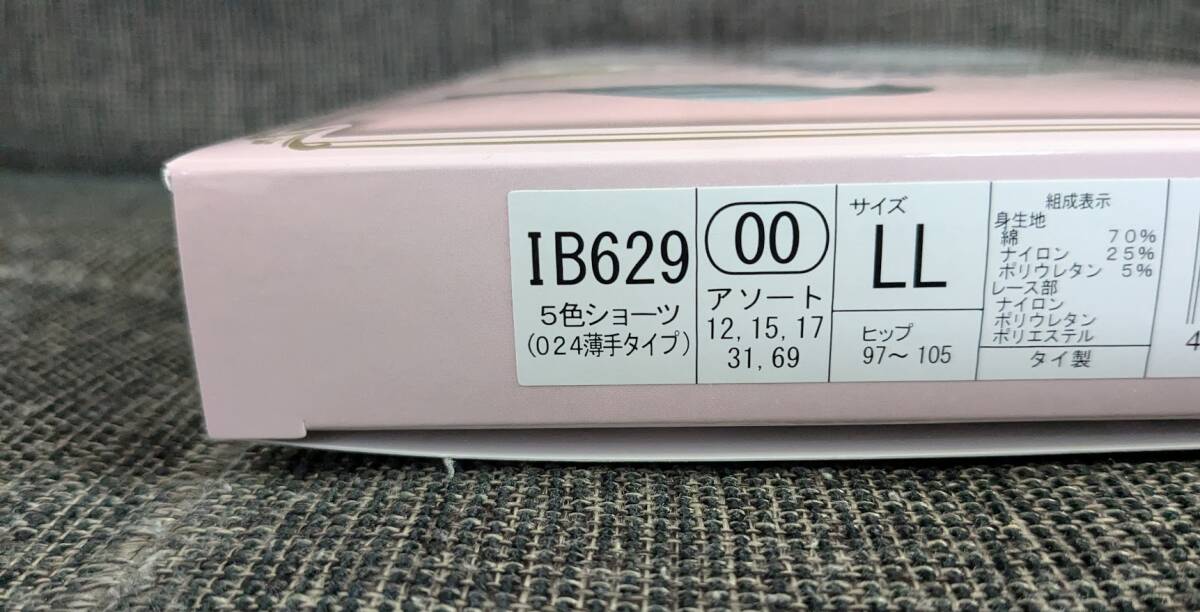 IB629
5色ショーツ
(024薄手タイプ)
00
アソート
12,15,17
31,69
サイズ
LL
ヒップ
97〜105
組成表示
身生地
綿 70%
ナイロン 25%
ポリウレタン 5%
レース部
ナイロン
ポリウレタン
ポリエステル
タイ製
4